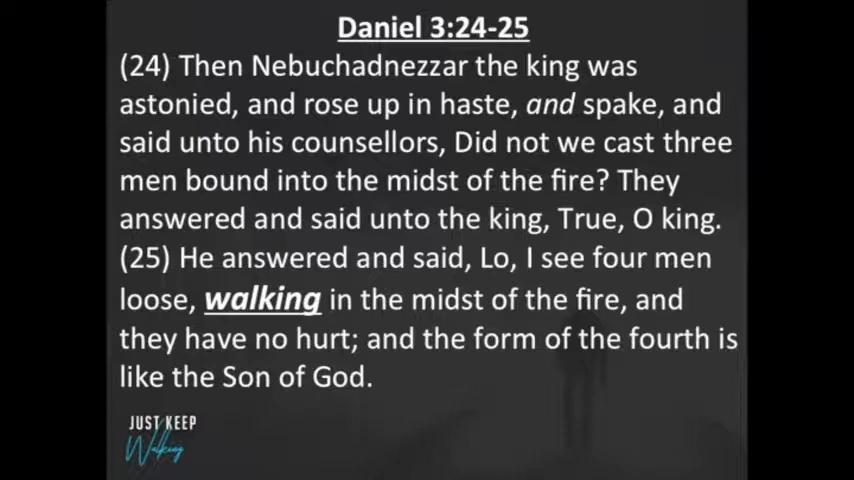 Daniel 3:24-25
(24) Then Nebuchadnezzar the king was
astonied, and rose up in haste, and spake, and
said unto his counsellors, Did not we cast three
men bound into the midst of the fire? They
answered and said unto the king, True, O king.
(25) He answered and said, Lo, I see four men
loose, walking in the midst of the fire, and
they have no hurt; and the form of the fourth is
like the Son of God.
JUST KEEP
Walking